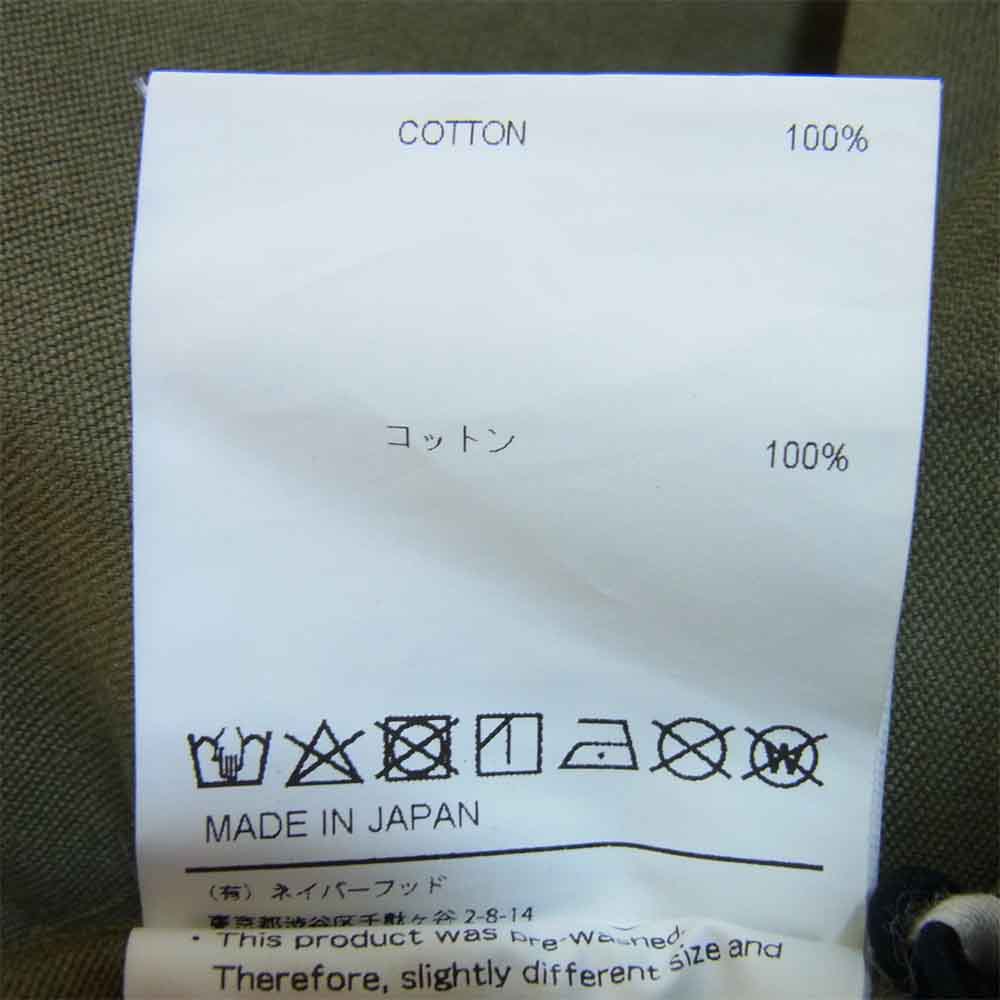 COTTON 100%
コットン 100%
W
MADE IN JAPAN
(有) ネイバーフッド
東京都渋谷区千駄ヶ谷 2-8-14
・This product was pre-washed.
Therefore, slightly different size and